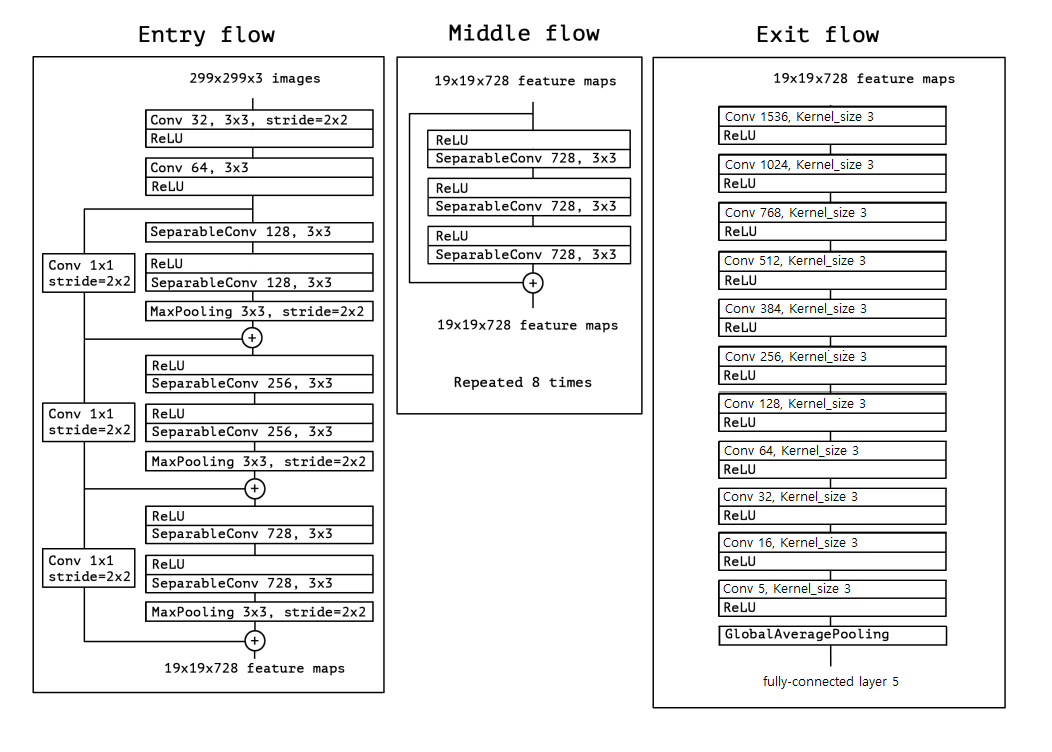 Entry flow
299x299x3 images
Conv 32, 3x3, stride=2x2
ReLU
Conv 64, 3x3
ReLU
SeparableConv 128, 3x3
Conv 1x1
stride=2x2
ReLU
SeparableConv 128, 3x3
MaxPooling 3x3, stride=2x2
+
ReLU
SeparableConv 256, 3x3
Conv 1x1
stride=2x2
ReLU
SeparableConv 256, 3x3
MaxPooling 3x3, stride=2x2
+
ReLU
SeparableConv 728, 3x3
Conv 1x1
stride=2x2
ReLU
SeparableConv 728, 3x3
MaxPooling 3x3, stride=2x2
+
19x19x728 feature maps
Middle flow
19x19x728 feature maps
ReLU
SeparableConv 728, 3x3
ReLU
SeparableConv 728, 3x3
ReLU
SeparableConv 728, 3x3
+
19x19x728 feature maps
Repeated 8 times
Exit flow
19x19x728 feature maps
Conv 1536, Kernel_size 3
ReLU
Conv 1024, Kernel_size 3
ReLU
Conv 768, Kernel_size 3
ReLU
Conv 512, Kernel_size 3
ReLU
Conv 384, Kernel_size 3
ReLU
Conv 256, Kernel_size 3
ReLU
Conv 128, Kernel_size 3
ReLU
Conv 64, Kernel_size 3
ReLU
Conv 32, Kernel_size 3
ReLU
Conv 16, Kernel_size 3
ReLU
Conv 5, Kernel_size 3
ReLU
GlobalAveragePooling
fully-connected layer 5